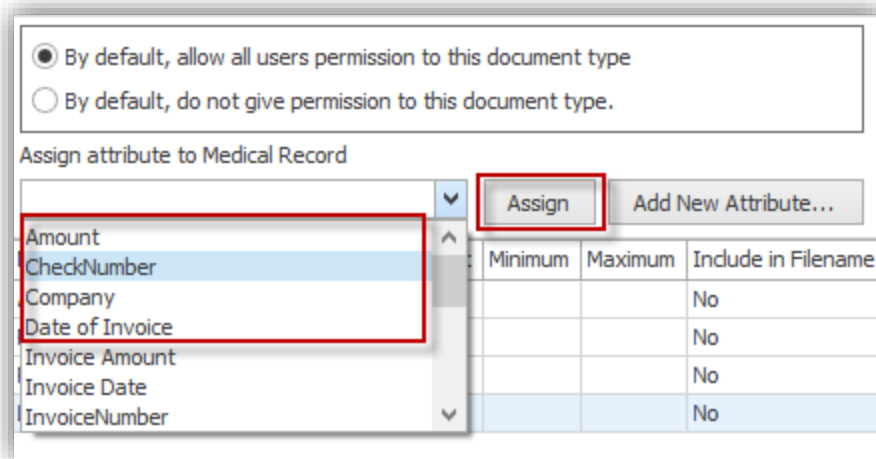 By default, allow all users permission to this document type
By default, do not give permission to this document type.
Assign attribute to Medical Record
Assign Add New Attribute...
Amount
Minimum Maximum Include in Filename
CheckNumber
Company
No
Date of Invoice
No
Invoice Amount
No
Invoice Date
InvoiceNumber
No